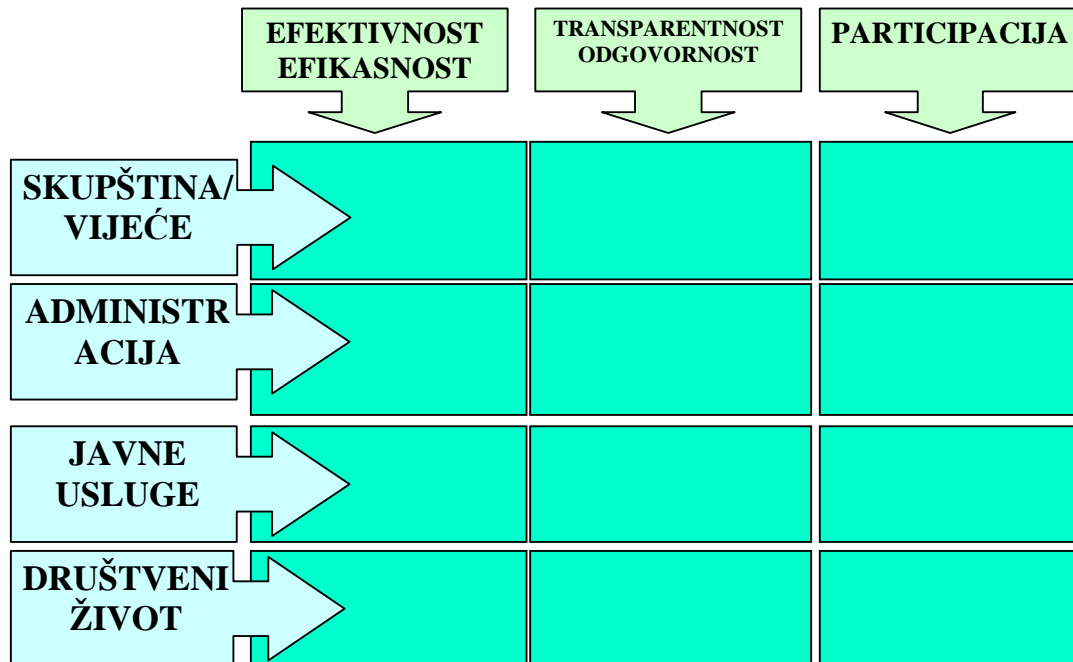 EFEKTIVNOST
EFIKASNOST
TRANSPARENTNOST
ODGOVORNOST
PARTICIPACIJA
SKUPŠTINA/
VIJEĆE
ADMINISTR
ACIJA
JAVNE
USLUGE
DRUŠTVENI
ŽIVOT